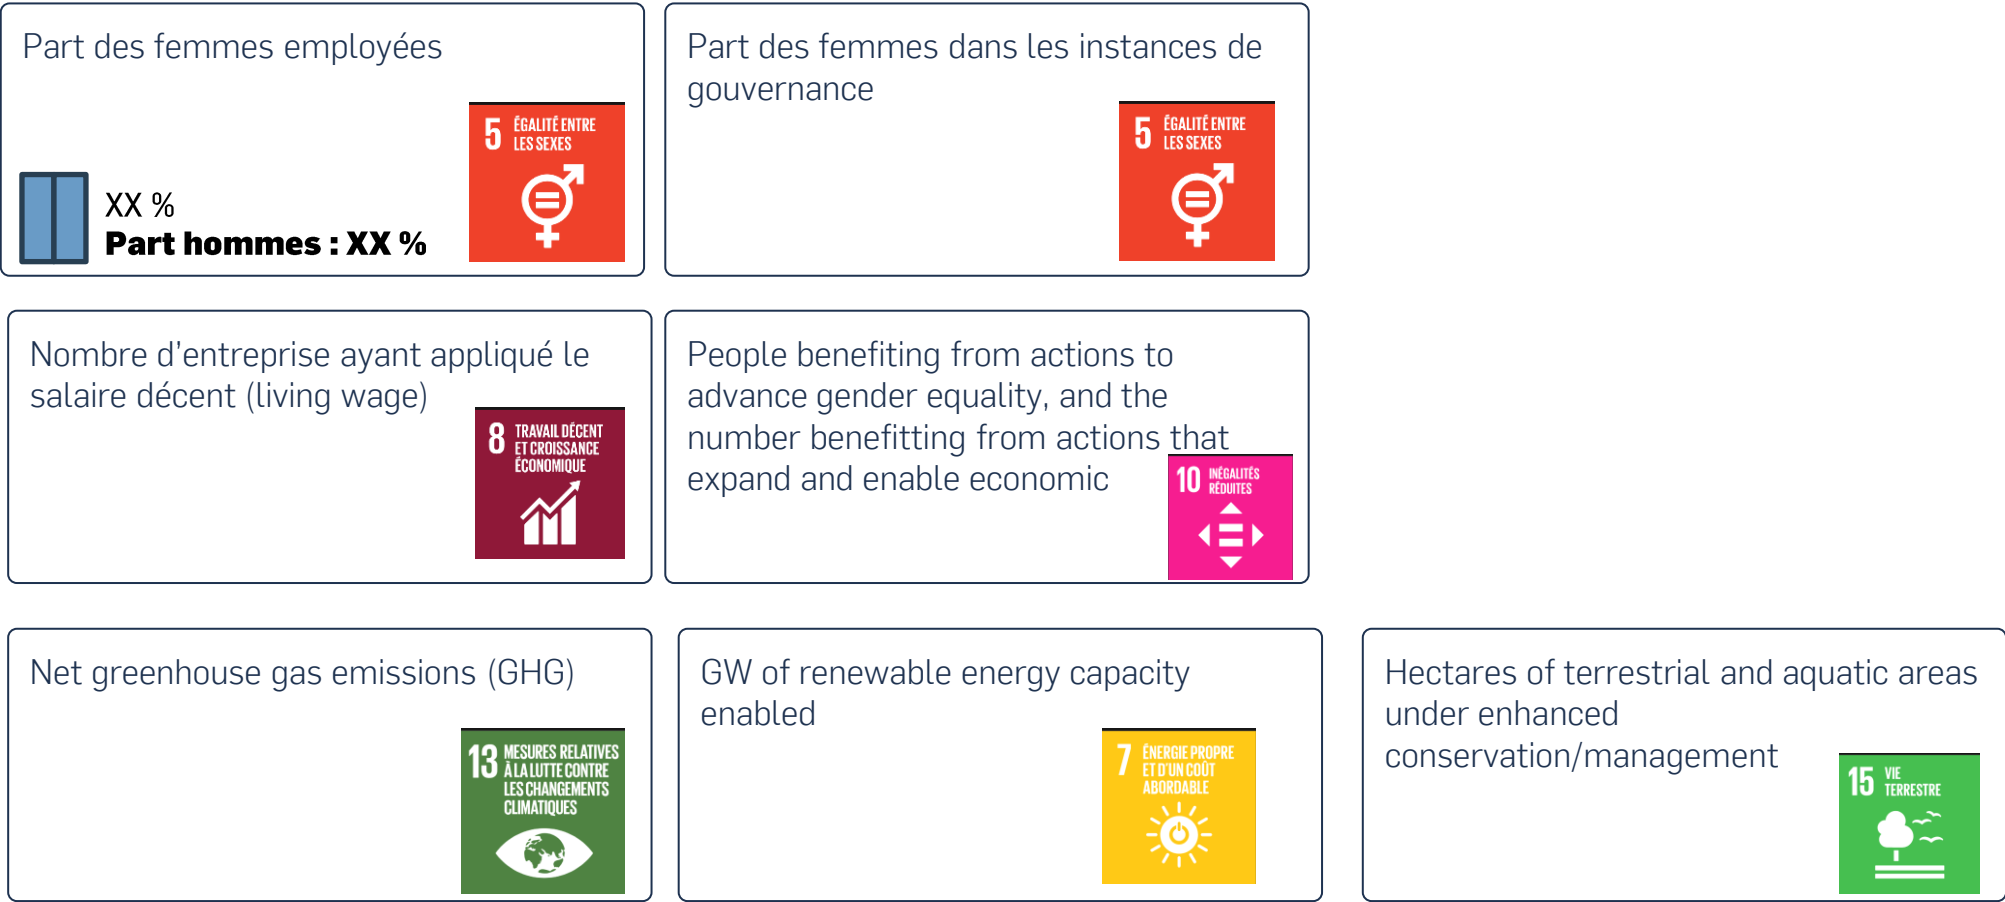 Part des femmes employées
5 ÉGALITÉ ENTRE
LES SEXES
XX %
Part hommes : XX %
Part des femmes dans les instances de
gouvernance
5 ÉGALITÉ ENTRE
LES SEXES
Nombre d’entreprise ayant appliqué le
salaire décent (living wage)
8 TRAVAIL DÉCENT
ET CROISSANCE
ÉCONOMIQUE
People benefiting from actions to
advance gender equality, and the
number benefitting from actions that
expand and enable economic
10 INÉGALITÉS
RÉDUITES
Net greenhouse gas emissions (GHG)
13 MESURES RELATIVES
À LA LUTTE CONTRE
LES CHANGEMENTS
CLIMATIQUES
GW of renewable energy capacity
enabled
7 ÉNERGIE PROPRE
ET D'UN COÛT
ABORDABLE
Hectares of terrestrial and aquatic areas
under enhanced
conservation/management
15 VIE
TERRESTRE